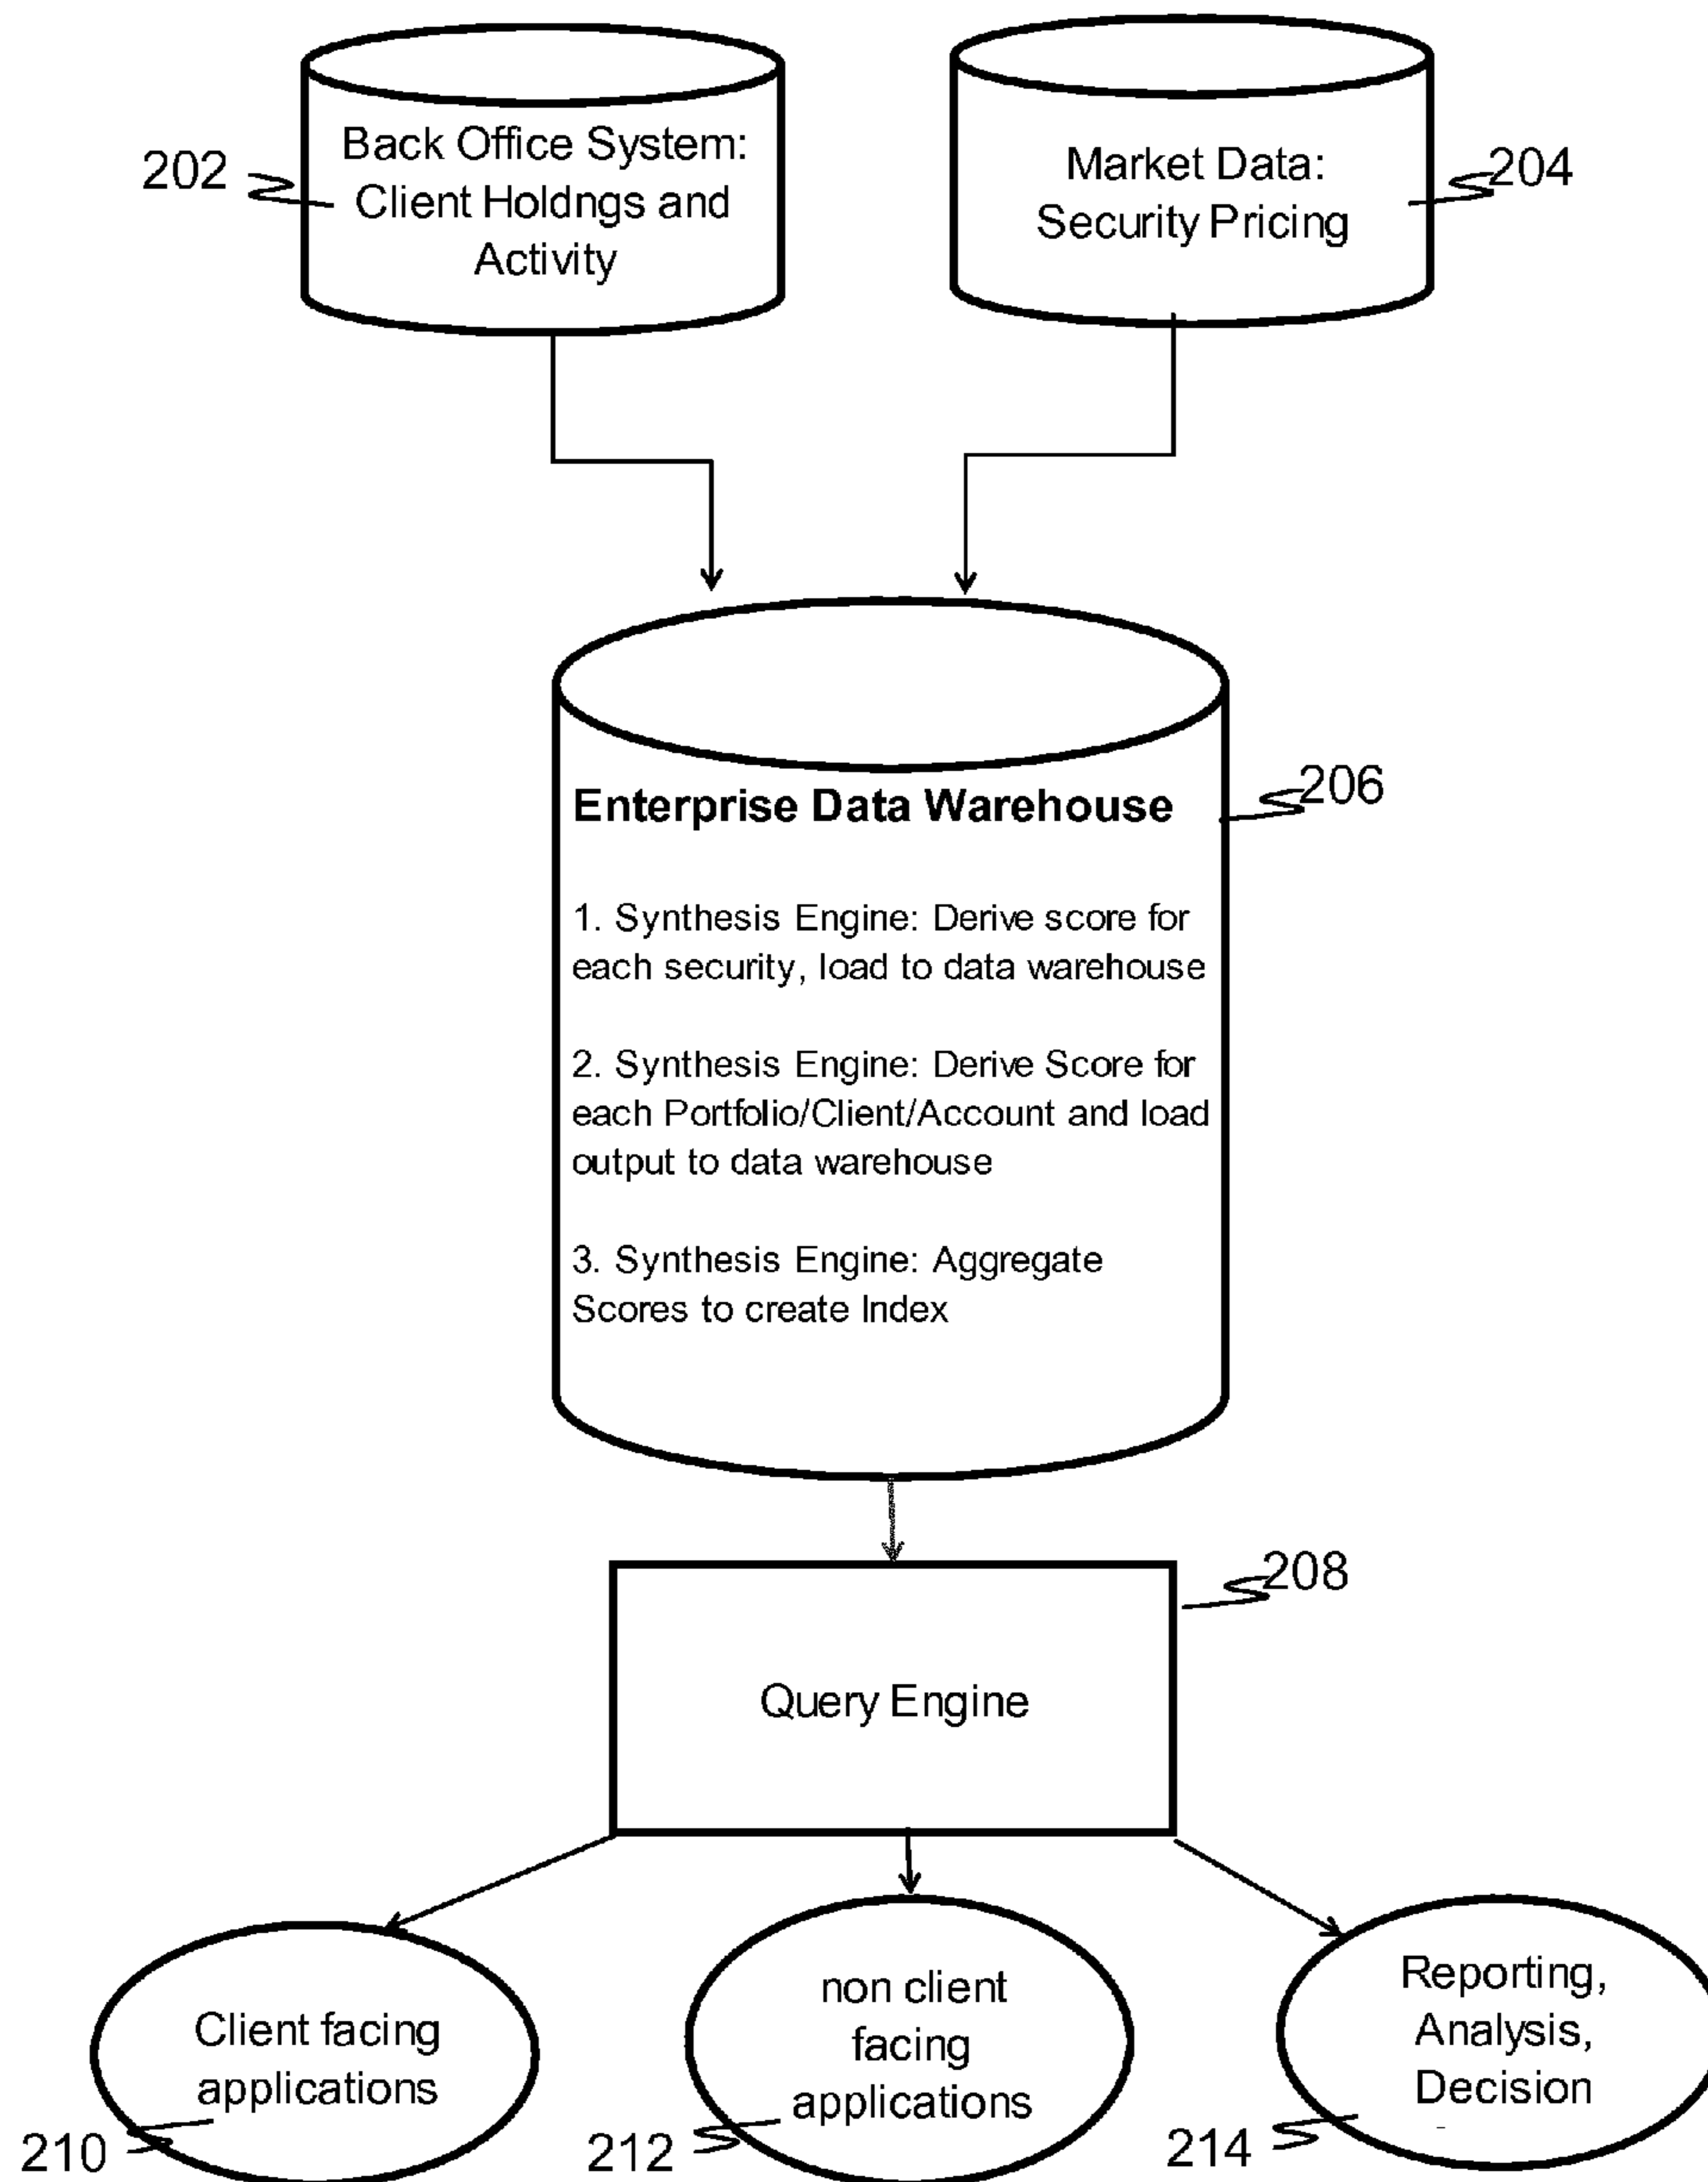 Back Office System:
Client Holdngs and
Activity
202
Market Data:
Security Pricing
204
Enterprise Data Warehouse
206
1. Synthesis Engine: Derive score for
each security, load to data warehouse
2. Synthesis Engine: Derive Score for
each Portfolio/Client/Account and load
output to data warehouse
3. Synthesis Engine: Aggregate
Scores to create Index
208
Query Engine
Client facing
applications
210
non client
facing
applications
212
Reporting,
Analysis,
Decision
214